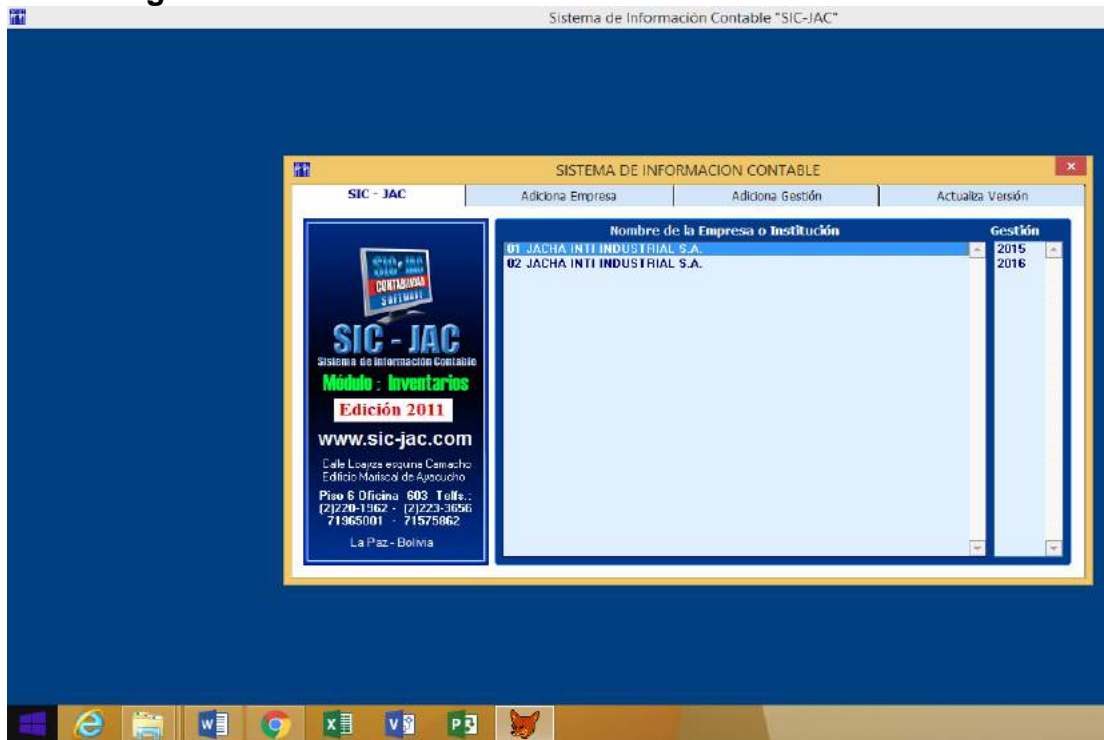 Sistema de Información Contable "SIC-JAC"
SISTEMA DE INFORMACION CONTABLE
SIC - JAC
Adiciona Empresa
Adiciona Gestión
Actualiza Versión
Nombre de la Empresa o Institución
Gestión
01 JACHA INTI INDUSTRIAL S.A.
2015
02 JACHA INTI INDUSTRIAL S.A.
2016
SIC-JAC
CONTABILIDAD
SOFTWARE
SIC - JAC
Sistema de Información Contable
Módulo : Inventarios
Edición 2011
www.sic-jac.com
Calle Loayza esquina Camacho
Edificio Mariscal de Ayacucho
Piso 6 Oficina 603 Telfs.:
(2)220-1962 - (2)223-3656
71965001 - 71575862
La Paz - Bolivia